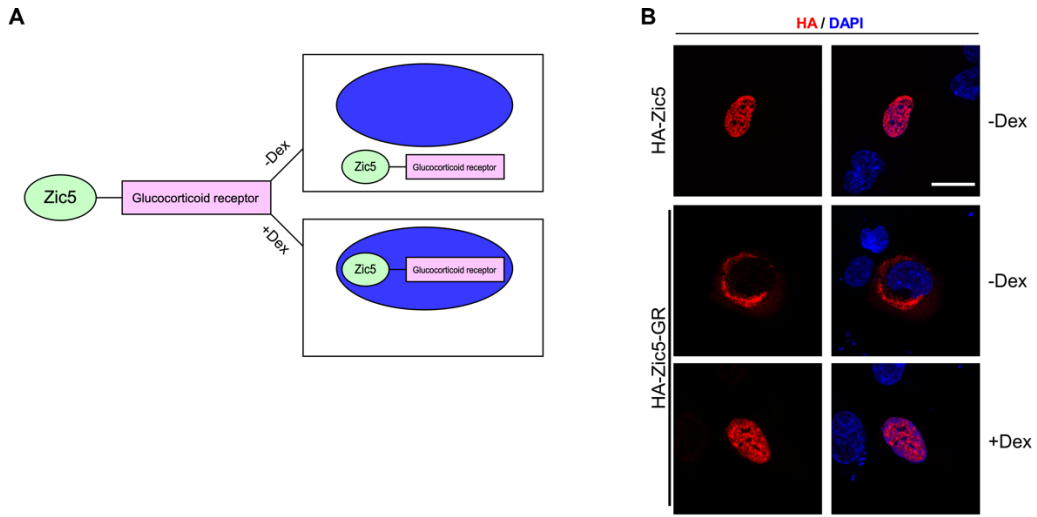 A
Zic5
Glucocorticoid receptor
-Dex
+Dex
Zic5
Glucocorticoid receptor
Zic5
Glucocorticoid receptor
B
HA / DAPI
HA-Zic5
-Dex
HA-Zic5-GR
-Dex
+Dex